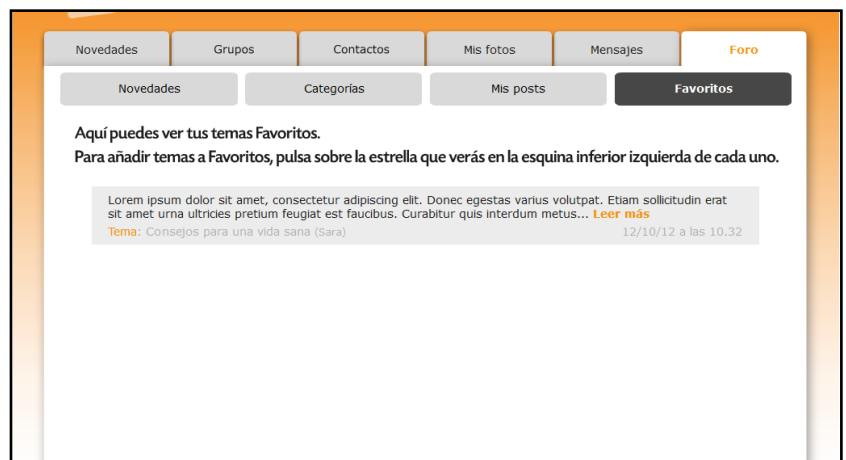 Novedades Grupos Contactos Mis fotos Mensajes Foro
Novedades Categorías Mis posts Favoritos
Aquí puedes ver tus temas Favoritos.
Para añadir temas a Favoritos, pulsa sobre la estrella que verás en la esquina inferior izquierda de cada uno.
Lorem ipsum dolor sit amet, consectetur adipiscing elit. Donec egestas varius volutpat. Etiam sollicitudin erat
sit amet urna ultricies pretium feugiat est faucibus. Curabitur quis interdum metus... Leer más
Tema: Consejos para una vida sana (Sara) 12/10/12 a las 10.32